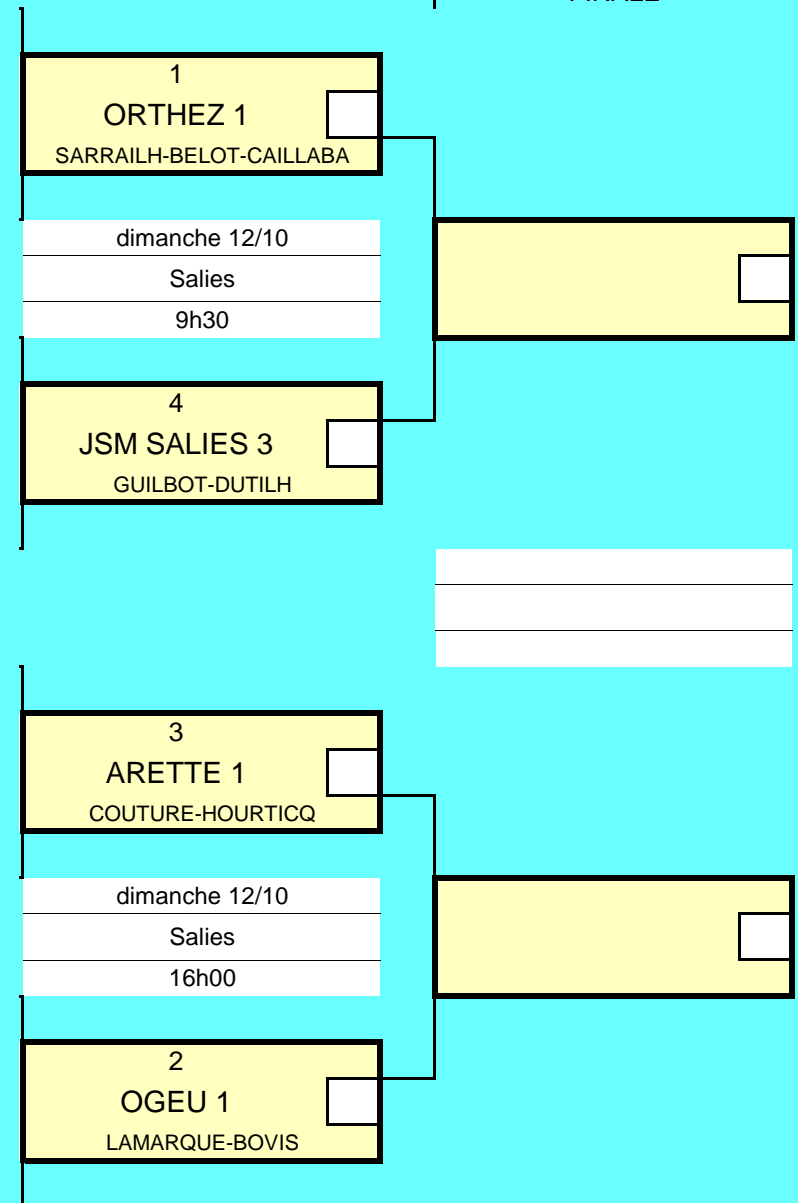 1
ORTHEZ 1
SARRAILH-BELOT-CAILLABA
dimanche 12/10
Salies
9h30
4
JSM SALIES 3
GUILBOT-DUTILH
3
ARETTE 1
COUTURE-HOURTICQ
dimanche 12/10
Salies
16h00
2
OGEU 1
LAMARQUE-BOVIS